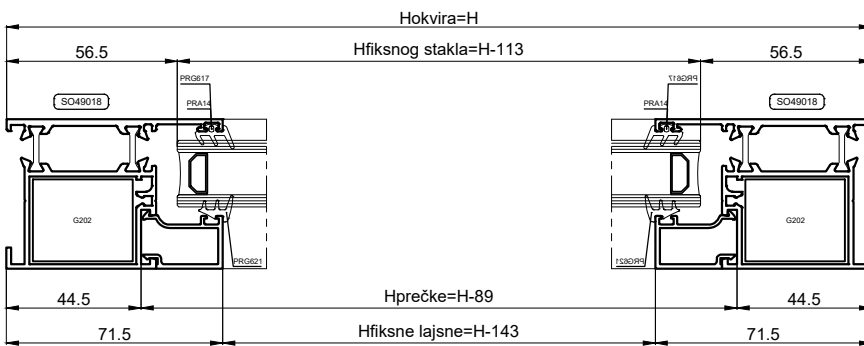 Hokvira=H
56.5
Hfiksnog stakla=H-113
56.5
PRG617
PRG617
SO49018
PRA14
PRA14
SO49018
G202
G202
PRG621
PRG621
44.5
Hprečke=H-89
44.5
71.5
Hfiksne lajsne=H-143
71.5